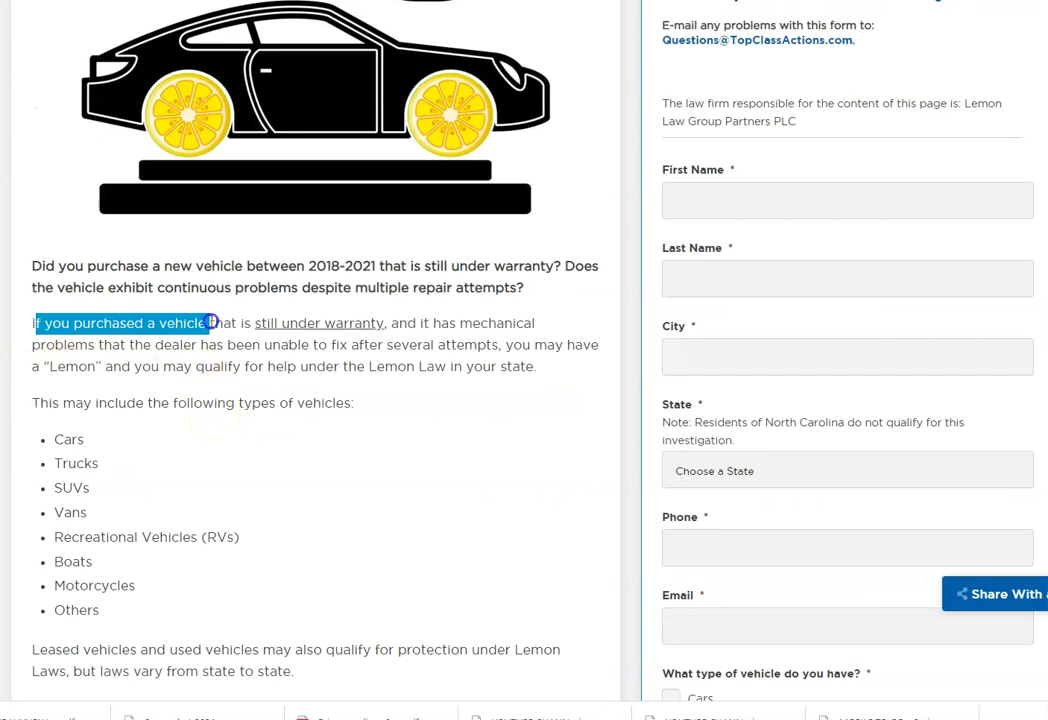 E-mail any problems with this form to:
Questions@TopClassActions.com.
The law firm responsible for the content of this page is: Lemon
Law Group Partners PLC
Did you purchase a new vehicle between 2018-2021 that is still under warranty? Does
the vehicle exhibit continuous problems despite multiple repair attempts?
If you purchased a vehicle that is still under warranty, and it has mechanical
problems that the dealer has been unable to fix after several attempts, you may have
a “Lemon” and you may qualify for help under the Lemon Law in your state.
This may include the following types of vehicles:
• Cars
• Trucks
• SUVs
• Vans
• Recreational Vehicles (RVs)
• Boats
• Motorcycles
• Others
Leased vehicles and used vehicles may also qualify for protection under Lemon
Laws, but laws vary from state to state.
First Name *
Last Name *
City *
State *
Note: Residents of North Carolina do not qualify for this
investigation.
Choose a State
Phone *
Share With
Email *
What type of vehicle do you have? *
Cars